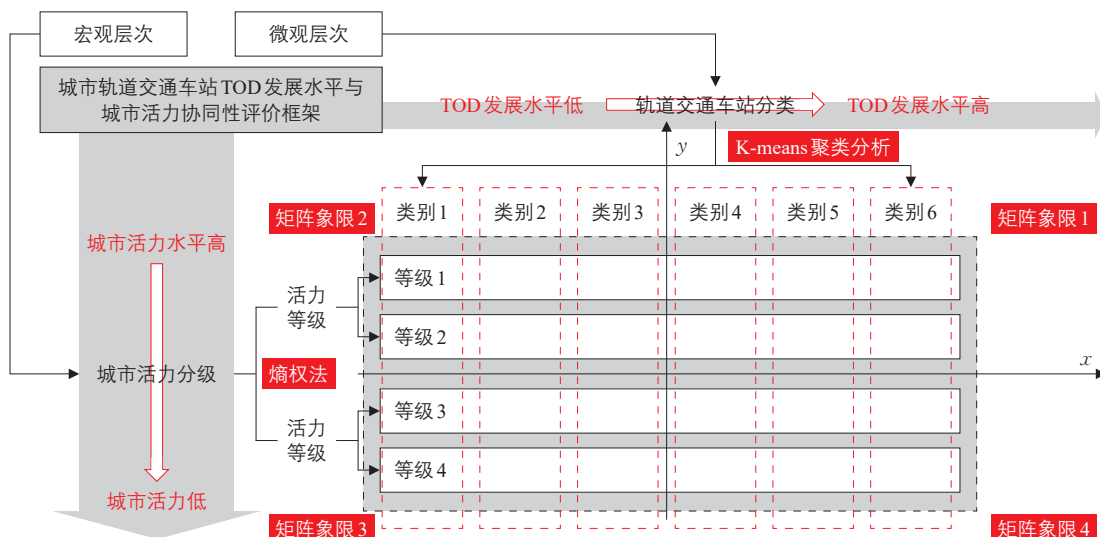 宏观层次
微观层次
城市轨道交通车站TOD发展水平与
城市活力协同性评价框架
TOD发展水平低
轨道交通车站分类
TOD发展水平高
y
K-means聚类分析
矩阵象限2
类别1
类别2
类别3
类别4
类别5
类别6
矩阵象限1
城市活力水平高
等级1
活力
等级
等级2
城市活力分级
熵权法
x
等级3
活力
等级
等级4
城市活力低
矩阵象限3
矩阵象限4